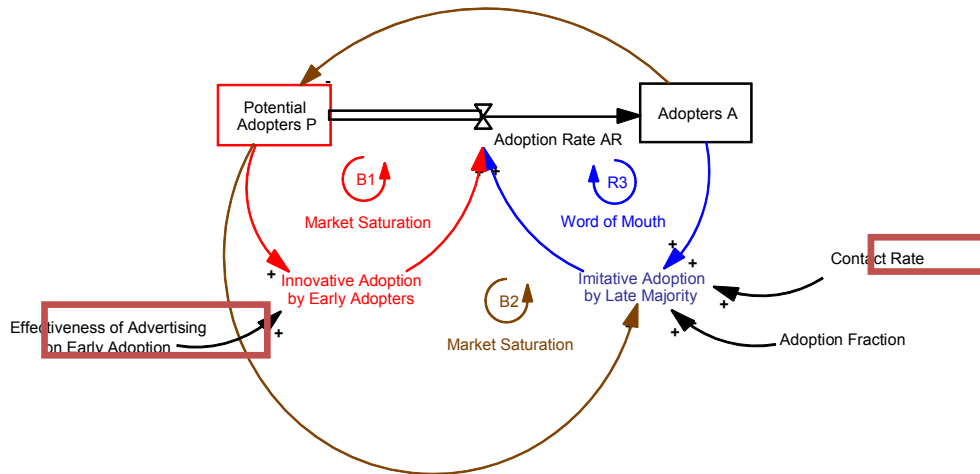 Potential
Adopters P
-
Adopters A
Adoption Rate AR
B1
R3
Market Saturation
Word of Mouth
+
+
+
+
Innovative Adoption
by Early Adopters
Imitative Adoption
by Late Majority
Contact Rate
+
+
B2
Effectiveness of Advertising
on Early Adoption
+
Market Saturation
+
Adoption Fraction